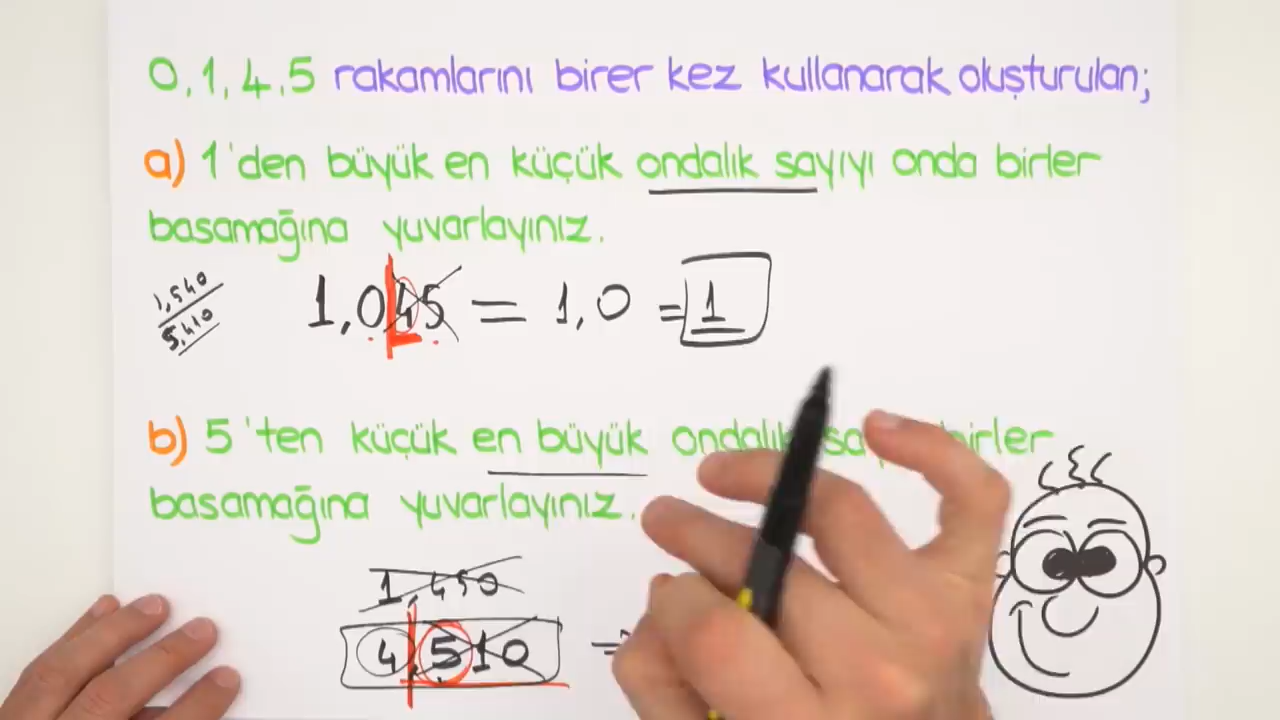 0, 1, 4, 5 rakamlarını birer kez kullanarak oluşturulan;
a) 1'den büyük en küçük ondalık sayıyı onda birler
basamağına yuvarlayınız.
1,540
5,410
1,045 = 1,0 = 1
b) 5'ten küçük en büyük ondalık birler
basamağına yuvarlayınız.
1,450
4,510 ⇒